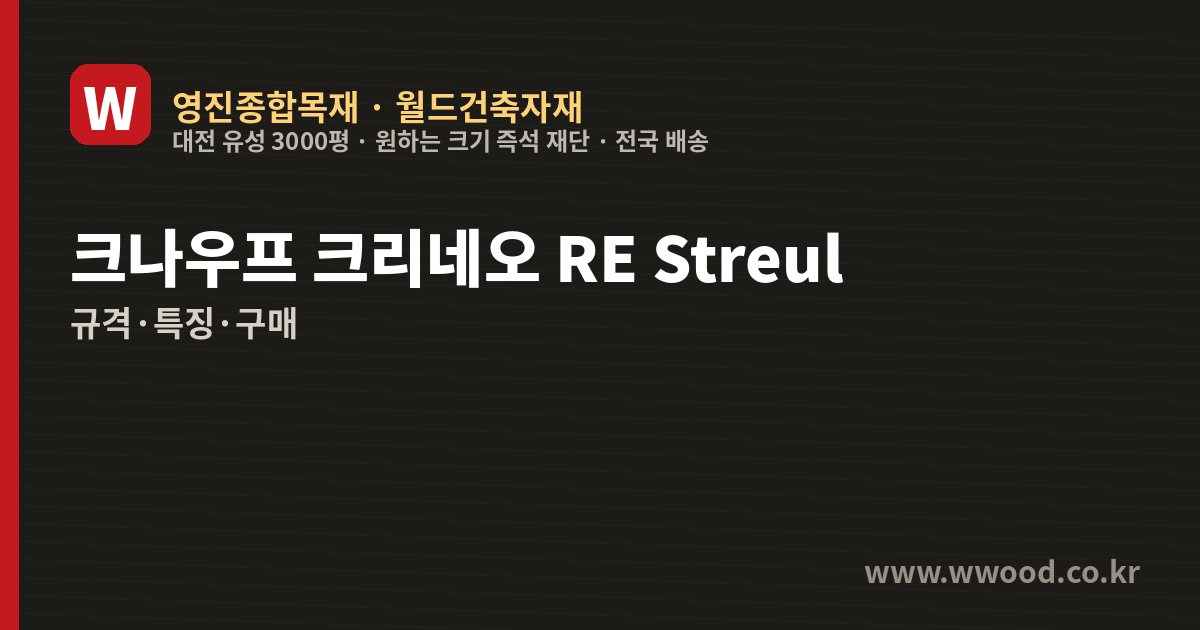 W
영진종합목재 · 월드건축자재
대전 유성 3000평 · 원하는 크기 즉석 재단 · 전국 배송
크나우프 크리네오 RE Streul
규격·특징·구매
www.wwood.co.kr